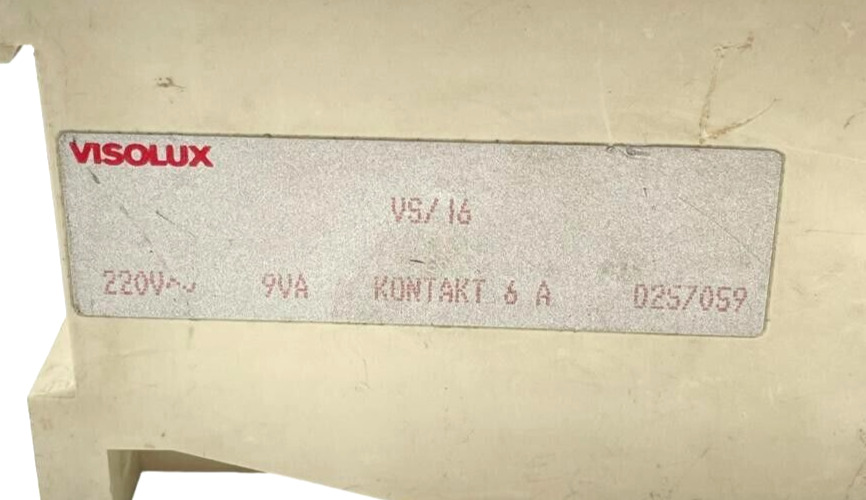 VISOLUX
VS/16
220V~ 9VA KONTAKT 6 A 0257059